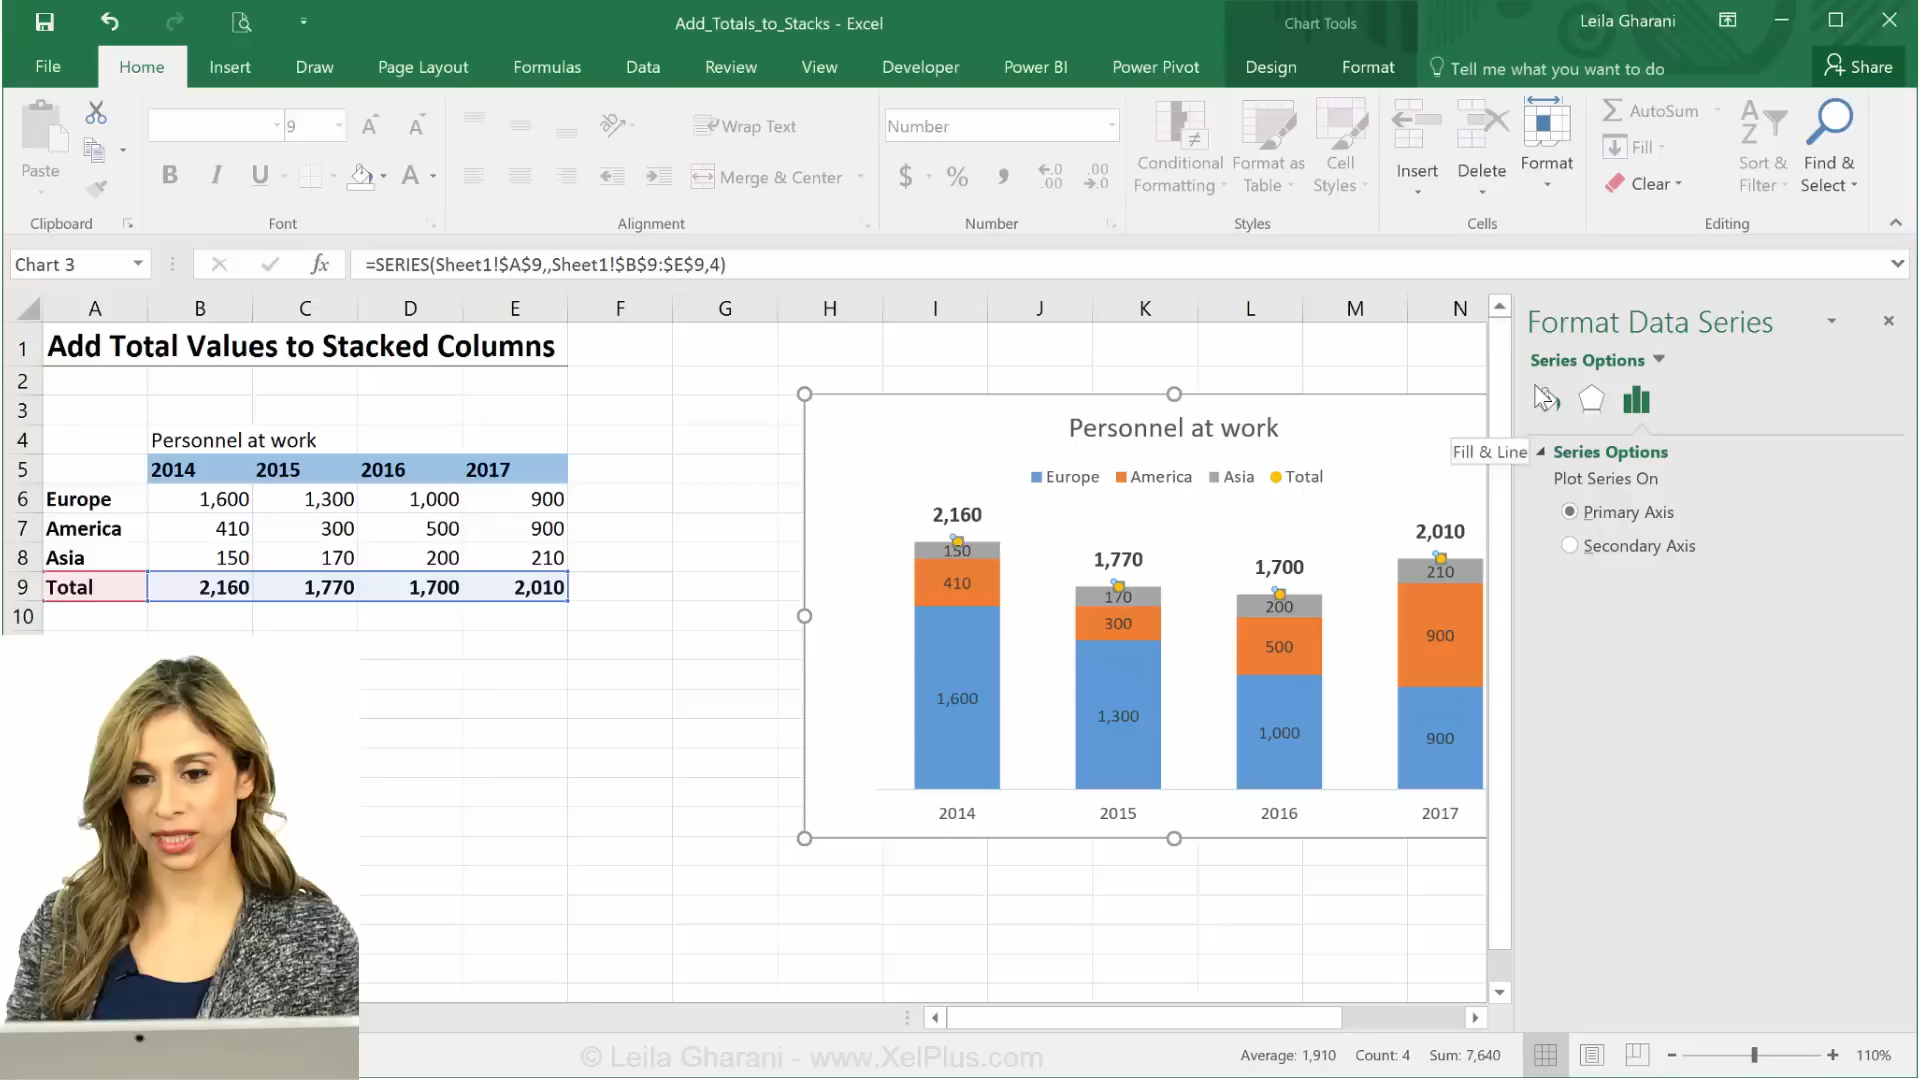 Add_Totals_to_Stacks - Excel
Chart Tools
Leila Gharani
File Home Insert Draw Page Layout Formulas Data Review View Developer Power BI Power Pivot Design Format Tell me what you want to do Share
Paste
Clipboard
9
B I U A
Font
Wrap Text
Merge & Center
Alignment
Number
$ %
Number
Conditional Formatting
Format as Table
Cell Styles
Styles
Insert Delete Format
Cells
AutoSum
Fill
Clear
Sort & Filter
Find & Select
Editing
Chart 3 fx =SERIES(Sheet1!$A$9,,Sheet1!$B$9:$E$9,4)
A B C D E F G H I J K L M N
1 Add Total Values to Stacked Columns
2
3
4 Personnel at work
5 2014 2015 2016 2017
6 Europe 1,600 1,300 1,000 900
7 America 410 300 500 900
8 Asia 150 170 200 210
9 Total 2,160 1,770 1,700 2,010
10
Personnel at work
Europe America Asia Total
2,160 1,770 1,700 2,010
150 170 200 210
410 300 500 900
1,600 1,300 1,000 900
2014 2015 2016 2017
Format Data Series
Series Options
Fill & Line
Series Options
Plot Series On
Primary Axis
Secondary Axis
© Leila Gharani - www.XelPlus.com
Average: 1,910 Count: 4 Sum: 7,640
110%